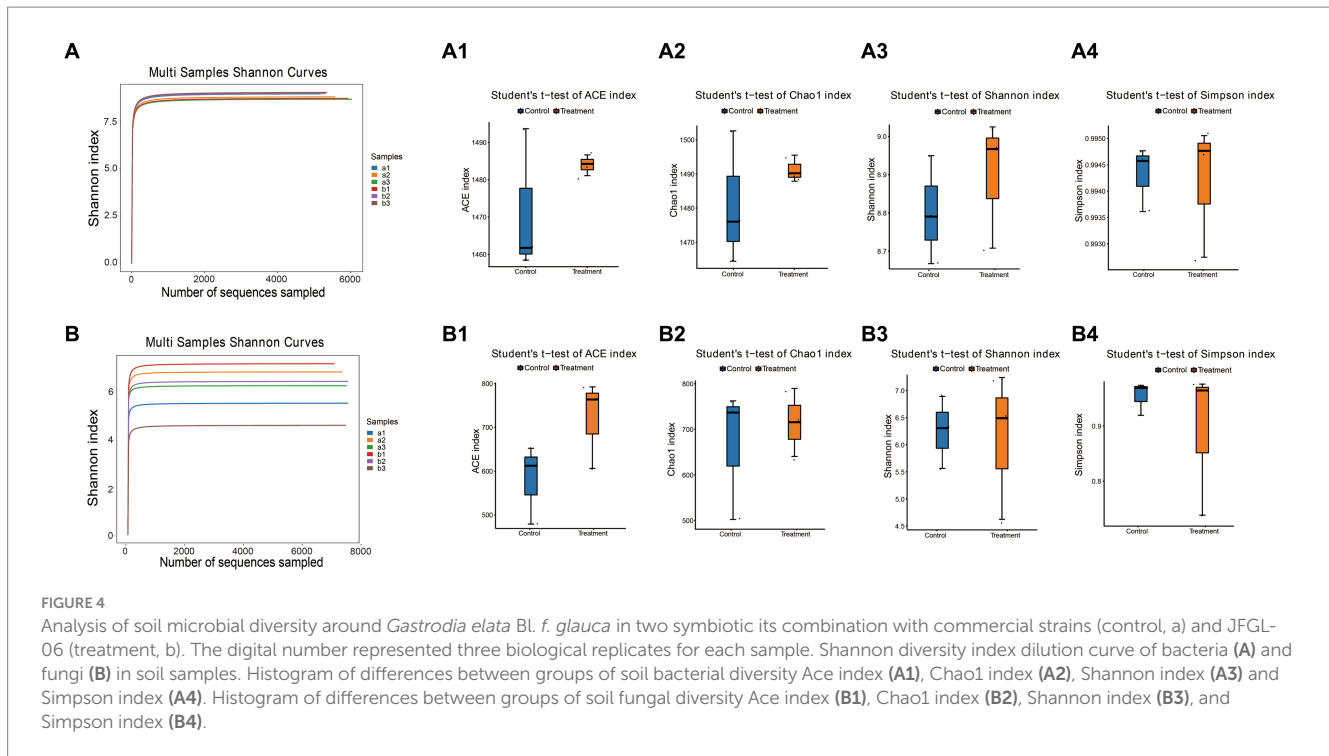 A
Multi Samples Shannon Curves
Shannon index
7.5
5.0
2.5
0.0
0
2000
4000
6000
Number of sequences sampled
Samples
a1
a2
a3
b1
b2
b3
A1
Student's t-test of ACE index
Control Treatment
ACE index
1490
1480
1470
1460
Control Treatment
A2
Student's t-test of Chao1 index
Control Treatment
Chao1 index
1500
1490
1480
1470
Control Treatment
A3
Student's t-test of Shannon index
Control Treatment
Shannon index
9.0
8.9
8.8
8.7
Control Treatment
A4
Student's t-test of Simpson index
Control Treatment
Simpson index
0.9950
0.9945
0.9940
0.9935
0.9930
Control Treatment
B
Multi Samples Shannon Curves
Shannon index
6
4
2
0
0
2000
4000
6000
8000
Number of sequences sampled
Samples
a1
a2
a3
b1
b2
b3
B1
Student's t-test of ACE index
Control Treatment
ACE index
800
700
600
500
Control Treatment
B2
Student's t-test of Chao1 index
Control Treatment
Chao1 index
800
700
600
500
Control Treatment
B3
Student's t-test of Shannon index
Control Treatment
Shannon index
7.0
6.5
6.0
5.5
5.0
4.5
Control Treatment
B4
Student's t-test of Simpson index
Control Treatment
Simpson index
0.9
0.8
Control Treatment
FIGURE 4
Analysis of soil microbial diversity around Gastrodia elata Bl. f. glauca in two symbiotic its combination with commercial strains (control, a) and JFGL-
06 (treatment, b). The digital number represented three biological replicates for each sample. Shannon diversity index dilution curve of bacteria (A) and
fungi (B) in soil samples. Histogram of differences between groups of soil bacterial diversity Ace index (A1), Chao1 index (A2), Shannon index (A3) and
Simpson index (A4). Histogram of differences between groups of soil fungal diversity Ace index (B1), Chao1 index (B2), Shannon index (B3), and
Simpson index (B4).